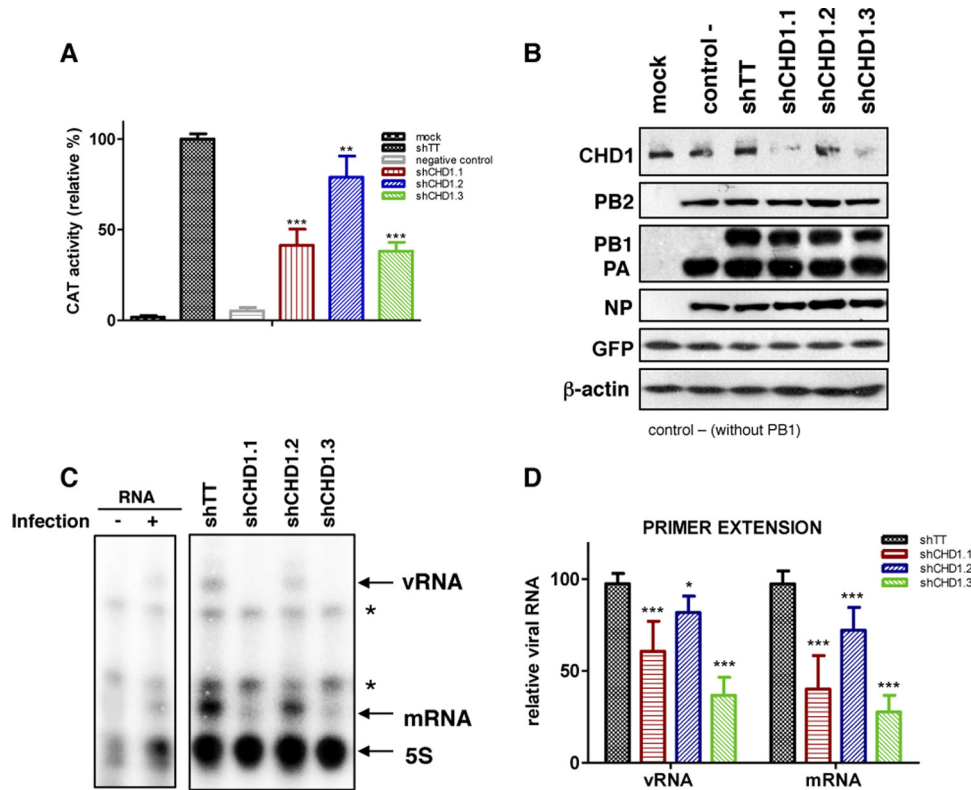 A
CAT activity (relative %)
100
50
0
mock
shTT
negative control
shCHD1.1
shCHD1.2
shCHD1.3
***
**
***
B
mock
control -
shTT
shCHD1.1
shCHD1.2
shCHD1.3
CHD1
PB2
PB1
PA
NP
GFP
β-actin
control – (without PB1)
C
RNA
Infection - +
shTT
shCHD1.1
shCHD1.2
shCHD1.3
vRNA
*
*
mRNA
5S
D
PRIMER EXTENSION
relative viral RNA
100
50
0
shTT
shCHD1.1
shCHD1.2
shCHD1.3
***
*
***
***
***
***
vRNA
mRNA